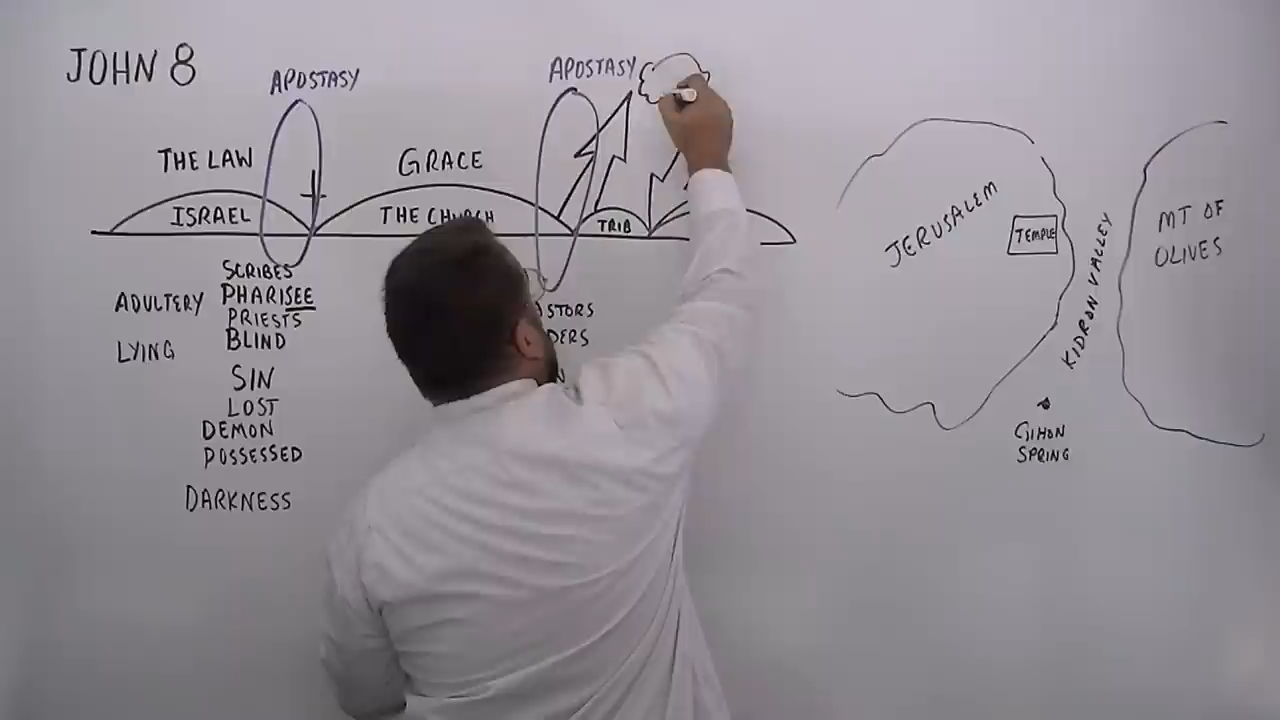 JOHN 8
APOSTASY
APOSTASY
THE LAW
GRACE
ISRAEL
THE CHURCH
TRIB
SCRIBES
ADULTERY
PHARISEE
PRIESTS
LYING
BLIND
SIN
LOST
DEMON
POSSESSED
DARKNESS
JERUSALEM
TEMPLE
KIDRON VALLEY
MT OF
OLIVES
GIHON
SPRING